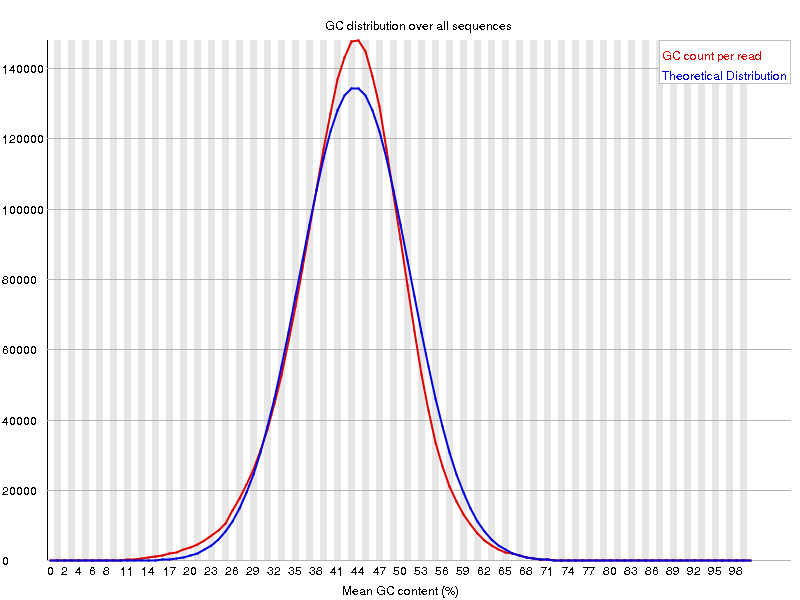 GC distribution over all sequences
GC count per read
Theoretical Distribution
140000
120000
100000
80000
60000
40000
20000
0
0 2 4 6 8 11 14 17 20 23 26 29 32 35 38 41 44 47 50 53 56 59 62 65 68 71 74 77 80 83 86 89 92 95 98
Mean GC content (%)